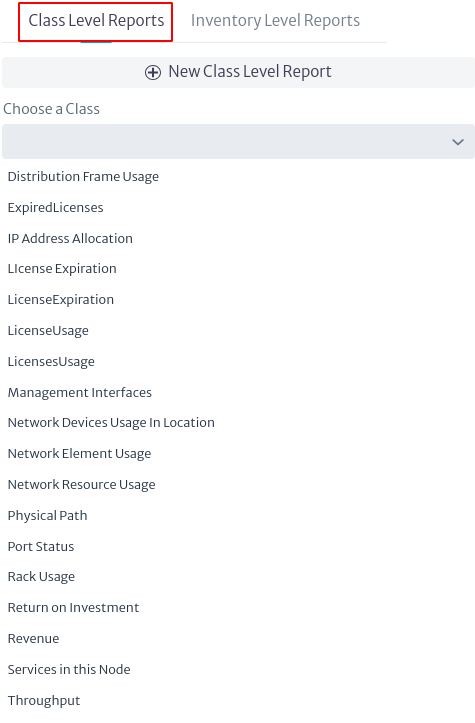 Class Level Reports
Inventory Level Reports
New Class Level Report
Choose a Class
Distribution Frame Usage
ExpiredLicenses
IP Address Allocation
LIcense Expiration
LicenseExpiration
LicenseUsage
LicensesUsage
Management Interfaces
Network Devices Usage In Location
Network Element Usage
Network Resource Usage
Physical Path
Port Status
Rack Usage
Return on Investment
Revenue
Services in this Node
Throughput